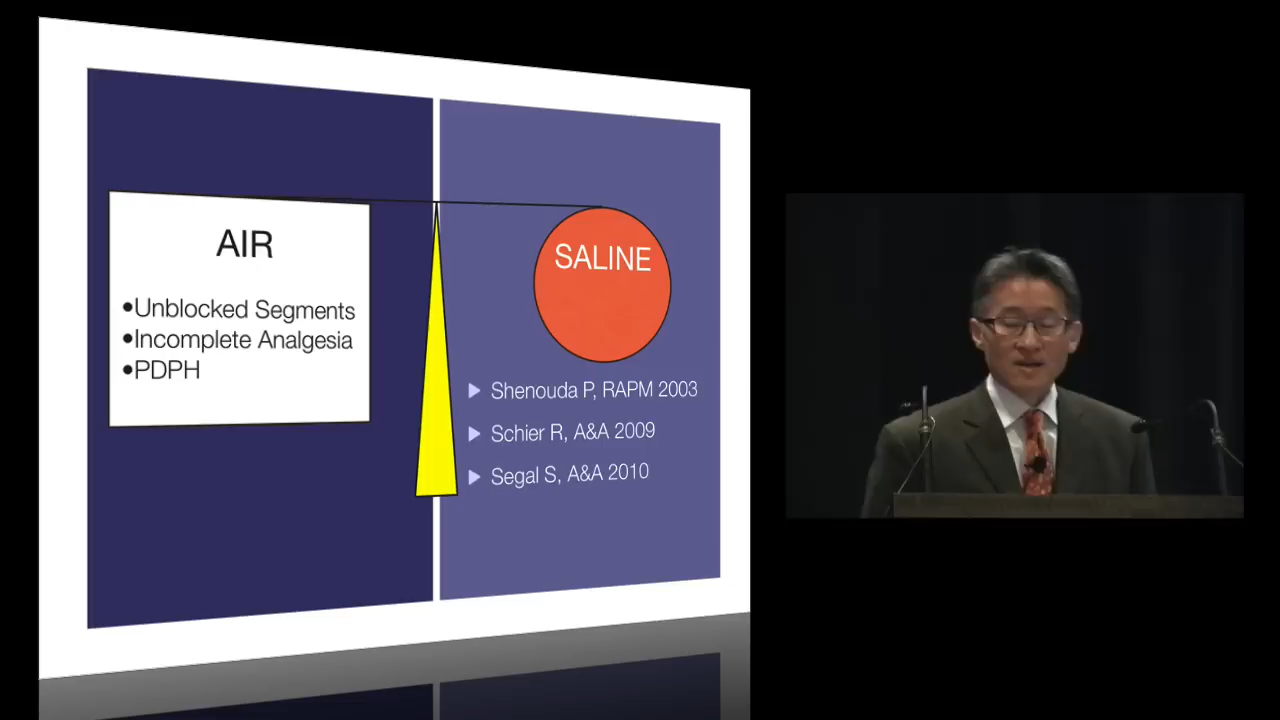 AIR
•Unblocked Segments
•Incomplete Analgesia
•PDPH
SALINE
Shenouda P, RAPM 2003
Schier R, A&A 2009
Segal S, A&A 2010